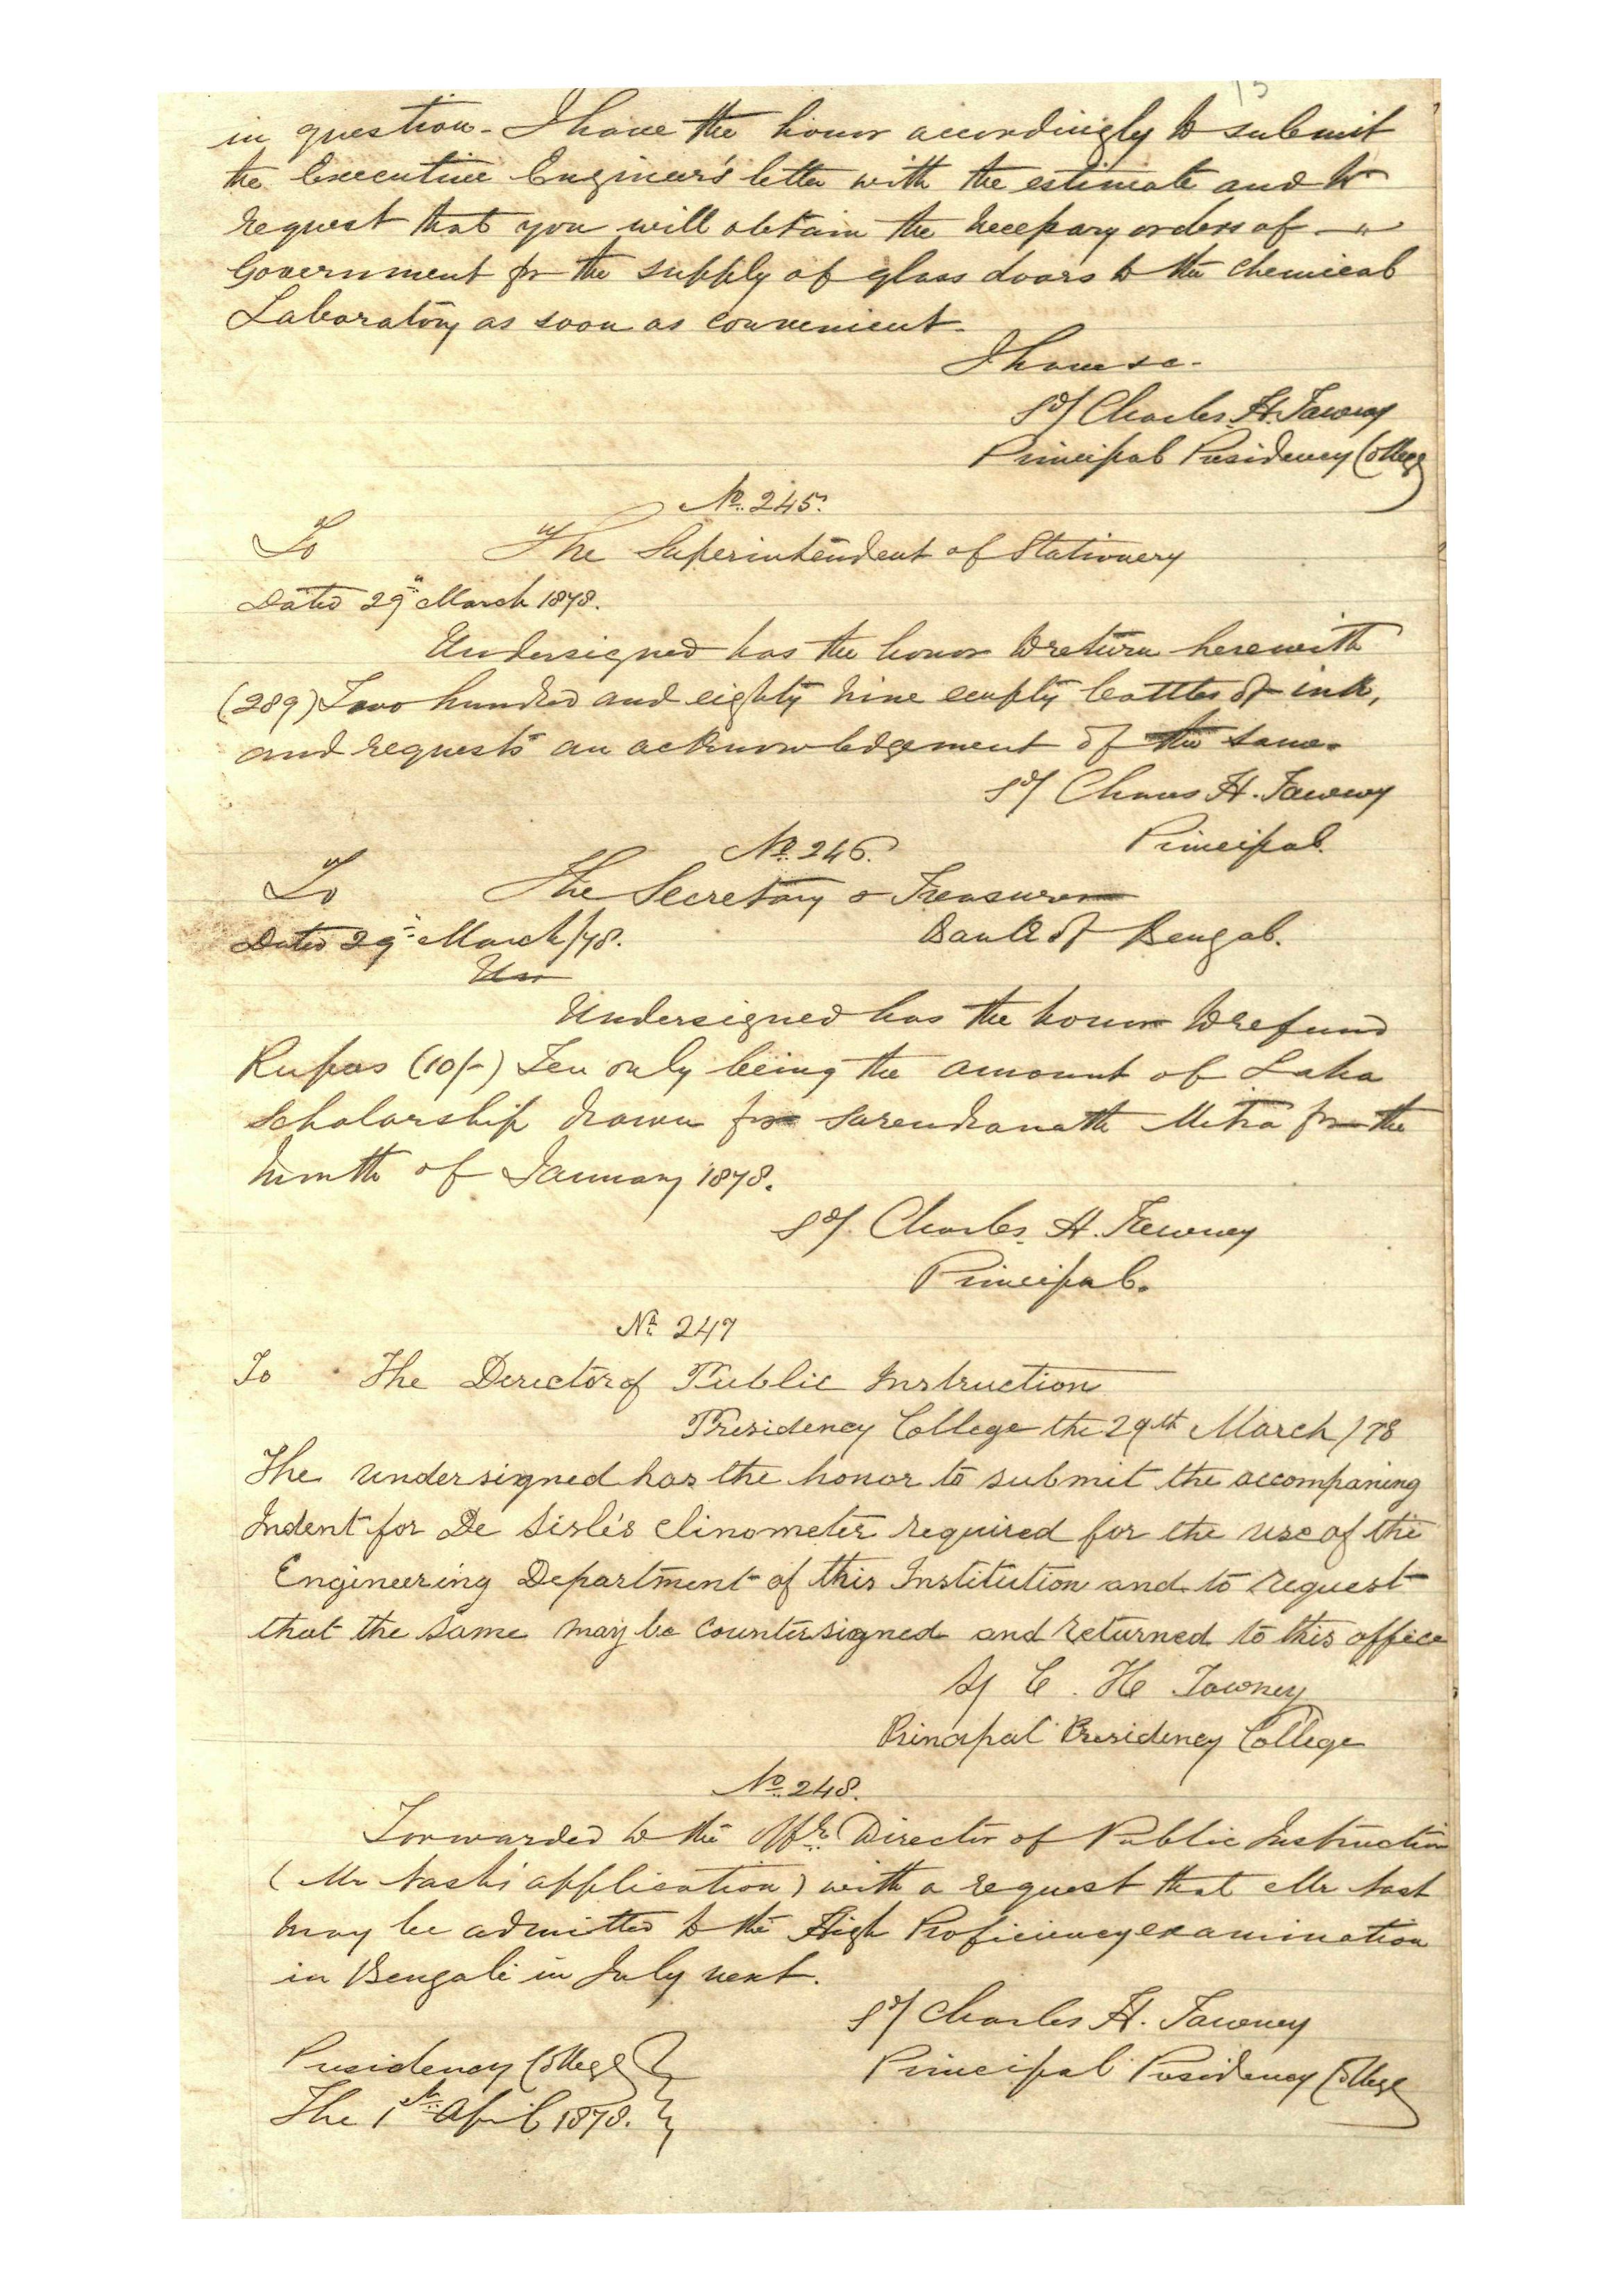 in question - I have the honor accordingly to submit
the Executive Engineer's letter with the estimate and to
request that you will obtain the necessary orders of
Government for the supply of glass doors to the Chemical
Laboratory as soon as convenient.
I have &c.
Sd/ Charles H. Tawney
Principal Presidency College
No. 245.
To The Superintendent of Stationery
Dated 29th March 1878.
Undersigned has the honor to return herewith
(289) Two hundred and eighty nine empty bottles of ink,
and requests an acknowledgement of the same.
Sd/ Charles H. Tawney
Principal.
No. 246.
To The Secretary & Treasurer
Dated 29th March/78. Bank of Bengal.
Un
Undersigned has the honor to refund
Rupees (10/-) Ten only being the amount of Laha
Scholarship drawn for Surendranath Mitra for the
month of January 1878.
Sd/. Charles. H. Tawney
Principal.
No. 247
To The Director of Public Instruction
Presidency College the 29th March /78
The undersigned has the honor to submit the accompaning
Indent for De Lisle's clinometer required for the use of the
Engineering Department of this Institution and to request
that the same may be countersigned and returned to this office
Sd/ C. H. Tawney
Principal Presidency College
No. 248.
Forwarded to the Offg. Director of Public Instruction
(Mr Nash's application) with a request that Mr Nash
may be admitted to the High Proficiency examination
in Bengali in July next.
Sd/ Charles H. Tawney
Presidency College Principal Presidency College
The 1st April 1878.